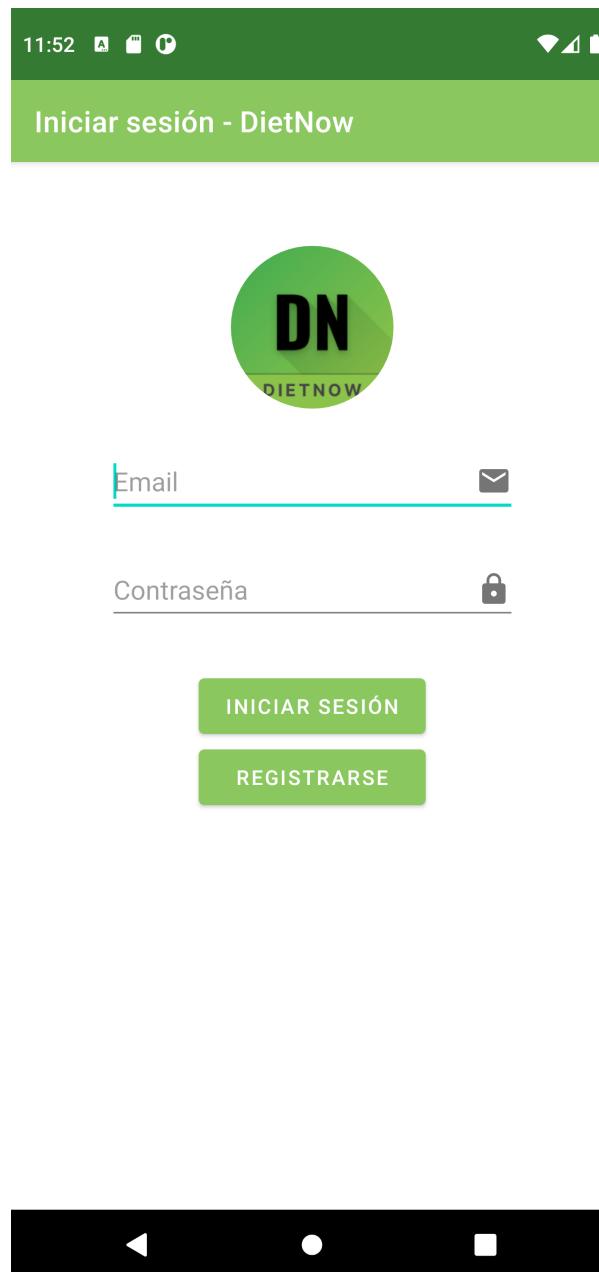 11:52
Iniciar sesión - DietNow
DN
DIETNOW
Email
Contraseña
INICIAR SESIÓN
REGISTRARSE